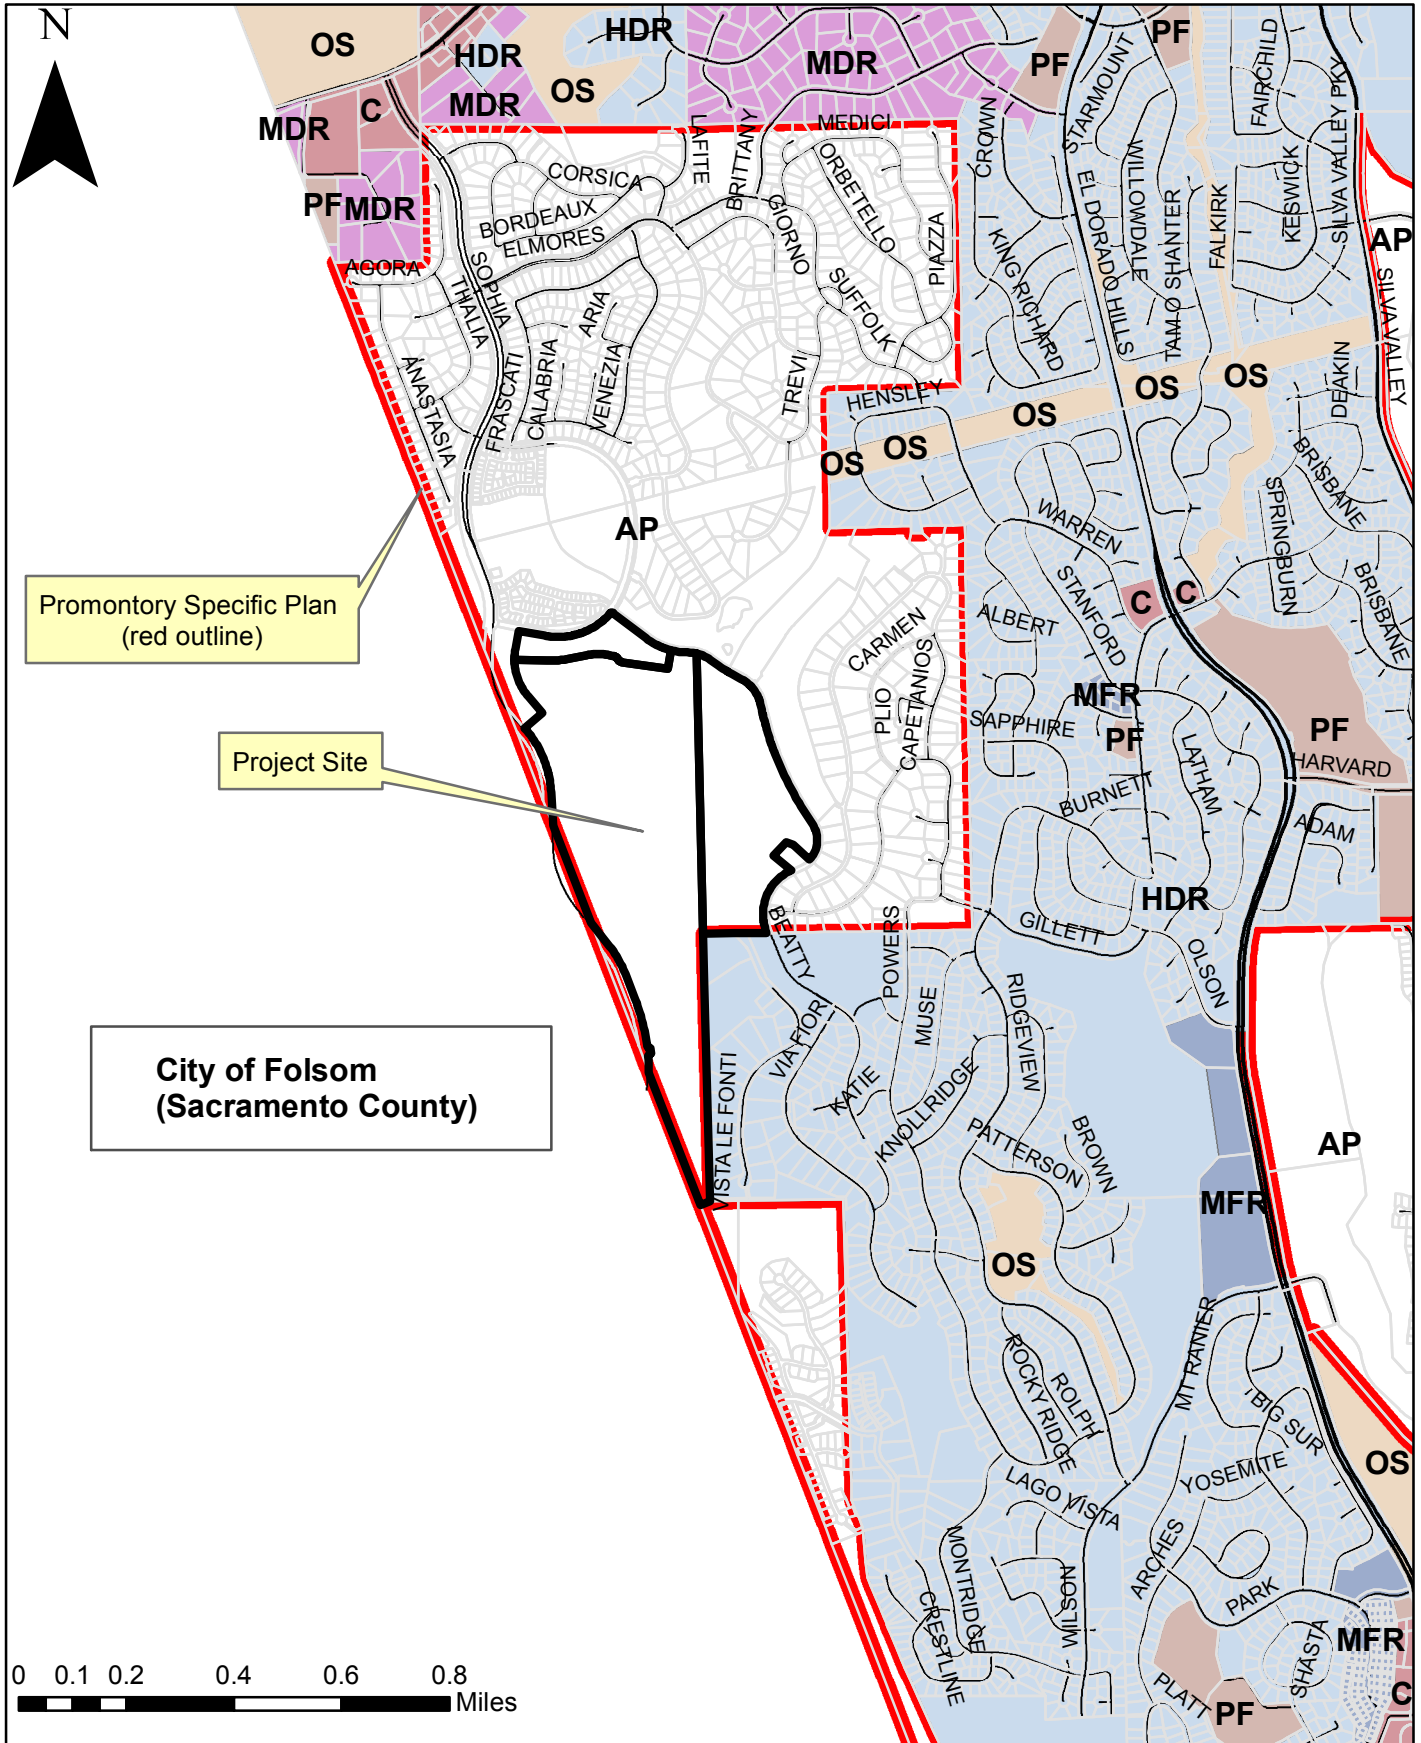 N
OS
HDR
HDR
MDR
PF
PF
MDR
OS
C
MDR
PF
MDR
FAIRCHILD
STARMOUNT
SILVA VALLEY PKY
LAFITE
BRITTANY
MEDICI
CROWN
CORSICA
ORBETELLO
WILLOWDALE
KESWICK
BORDEAUX
ELMORES
GIORNO
PIAZZA
EL DORADO HILLS
TAM O SHANTER
FALKIRK
AP
AGORA
SOPHIA
THALIA
ARIA
SUFFOLK
KING RICHARD
SILVA VALLEY
ANASTASIA
FRASCATI
CALABRIA
VENEZIA
TREVI
HENSLEY
OS
OS
OS
OS
OS
DEAKIN
BRISBANE
SPRINGBURN
WARREN
AP
STANFORD
BRISBANE
Promontory Specific Plan
(red outline)
ALBERT
C
C
CARMEN
PLIO
CAPETANIOS
MFR
SAPPHIRE
PF
PF
HARVARD
Project Site
LATHAM
BURNETT
ADAM
HDR
BEATTY
POWERS
GILLETT
OLSON
MUSE
RIDGEVIEW
VIA FIOR
City of Folsom
(Sacramento County)
VISTA LE FONTI
KATIE
KNOLLRIDGE
PATTERSON
BROWN
AP
MFR
OS
MT RANIER
ROCKY RIDGE
ROLPH
BIG SUR
OS
LAGO VISTA
YOSEMITE
ARCHES
MONTRIDGE
CRESTLINE
WILSON
PARK
SHASTA
MFR
PLATT
PF
C
0 0.1 0.2 0.4 0.6 0.8
Miles